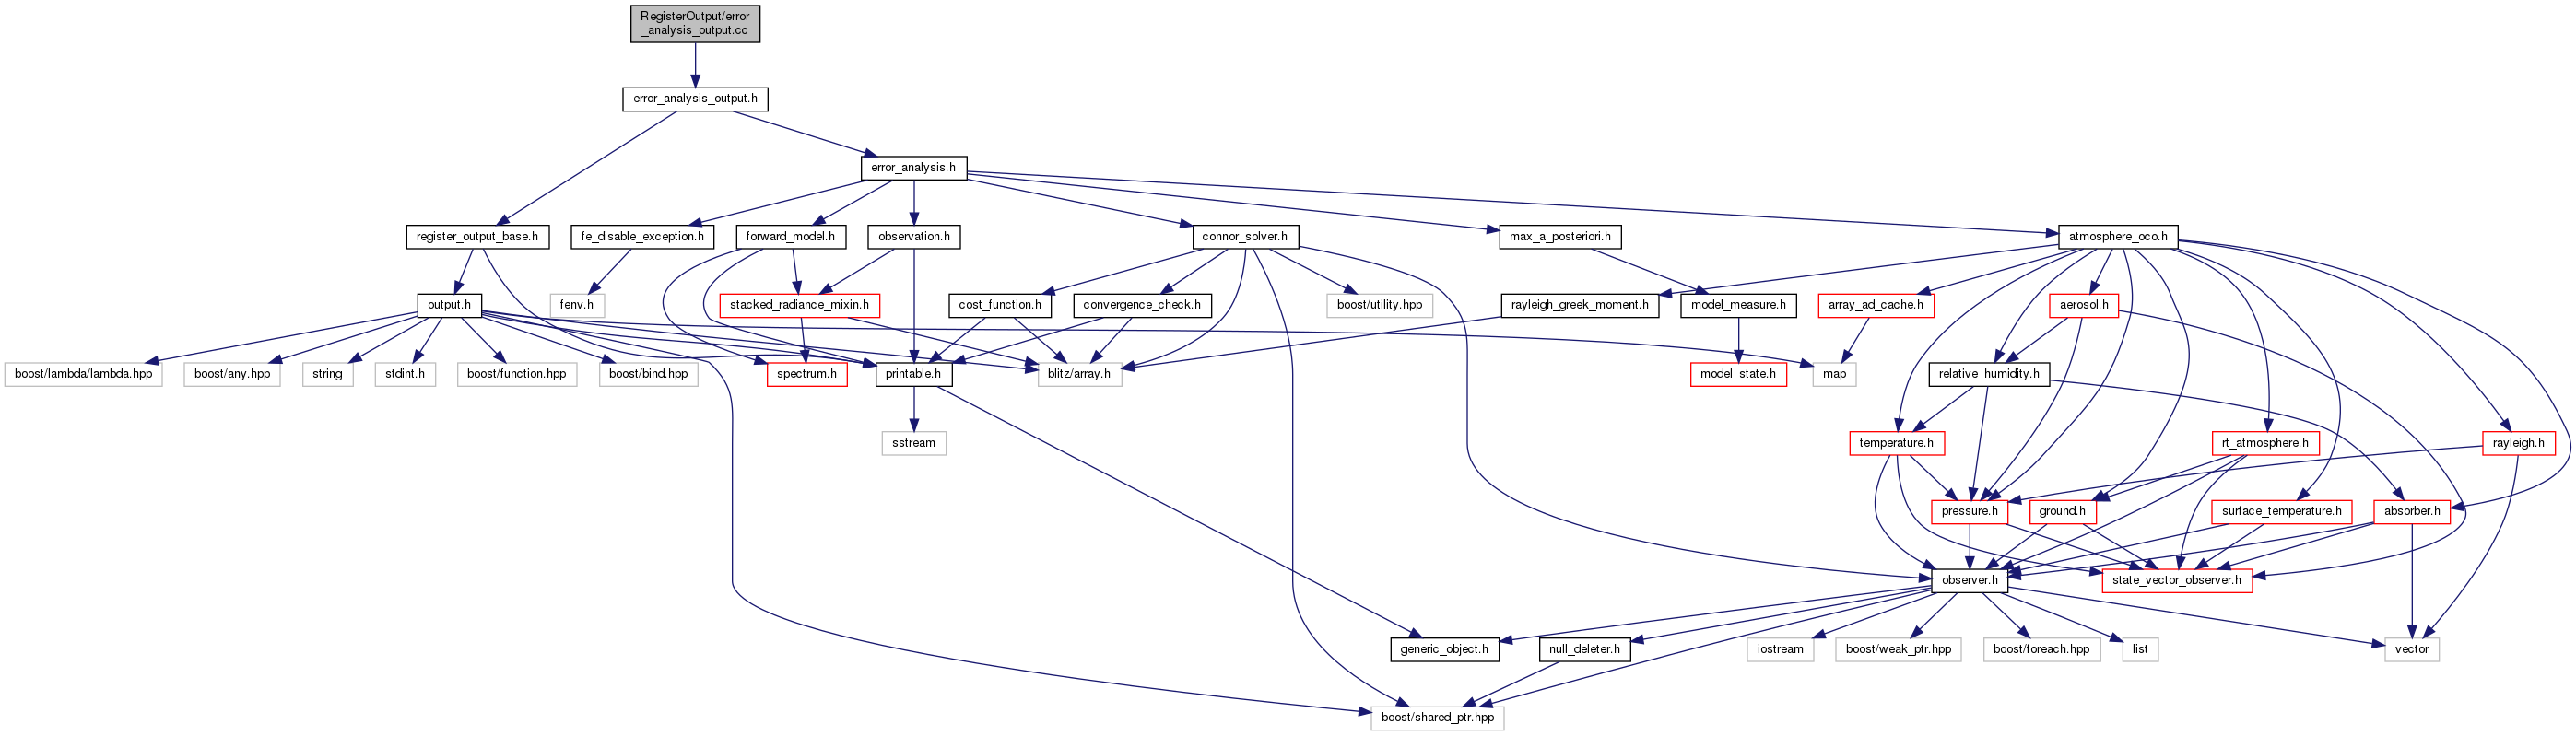 RegisterOutput/error
_analysis_output.cc
error_analysis_output.h
error_analysis.h
register_output_base.h
fe_disable_exception.h
forward_model.h
observation.h
connor_solver.h
max_a_posteriori.h
atmosphere_oco.h
output.h
fenv.h
stacked_radiance_mixin.h
cost_function.h
convergence_check.h
boost/utility.hpp
rayleigh_greek_moment.h
model_measure.h
array_ad_cache.h
aerosol.h
boost/lambda/lambda.hpp
boost/any.hpp
string
stdint.h
boost/function.hpp
boost/bind.hpp
spectrum.h
printable.h
blitz/array.h
model_state.h
map
relative_humidity.h
sstream
temperature.h
rt_atmosphere.h
rayleigh.h
pressure.h
ground.h
surface_temperature.h
absorber.h
observer.h
state_vector_observer.h
generic_object.h
null_deleter.h
iostream
boost/weak_ptr.hpp
boost/foreach.hpp
list
vector
boost/shared_ptr.hpp